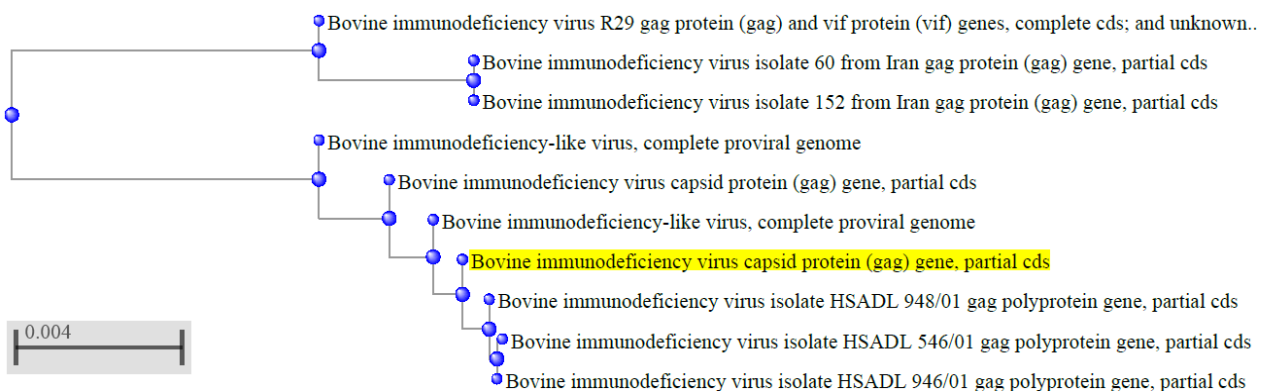 Bovine immunodeficiency virus R29 gag protein (gag) and vif protein (vif) genes, complete cds; and unknown..
Bovine immunodeficiency virus isolate 60 from Iran gag protein (gag) gene, partial cds
Bovine immunodeficiency virus isolate 152 from Iran gag protein (gag) gene, partial cds
Bovine immunodeficiency-like virus, complete proviral genome
Bovine immunodeficiency virus capsid protein (gag) gene, partial cds
Bovine immunodeficiency-like virus, complete proviral genome
Bovine immunodeficiency virus capsid protein (gag) gene, partial cds
Bovine immunodeficiency virus isolate HSADL 948/01 gag polyprotein gene, partial cds
0.004
Bovine immunodeficiency virus isolate HSADL 546/01 gag polyprotein gene, partial cds
Bovine immunodeficiency virus isolate HSADL 946/01 gag polyprotein gene, partial cds